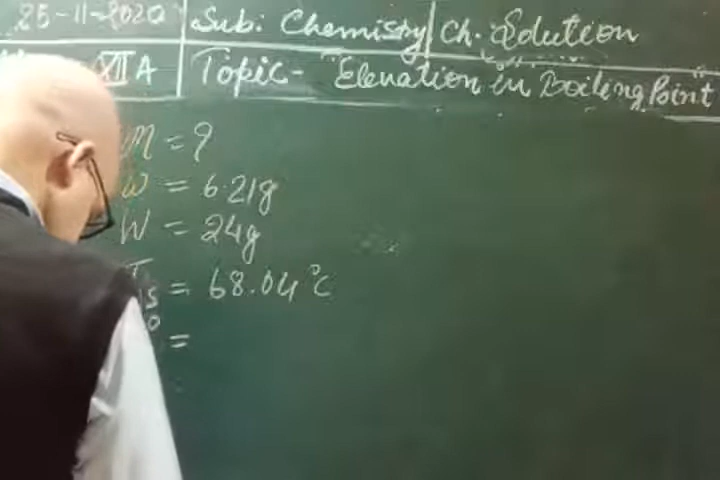 25-11-2020 Sub: Chemistry Ch. Solution
XII A Topic- "Elevation in Boiling Point"
M = ?
w = 6.21g
W = 24g
= 68.04°C
° =